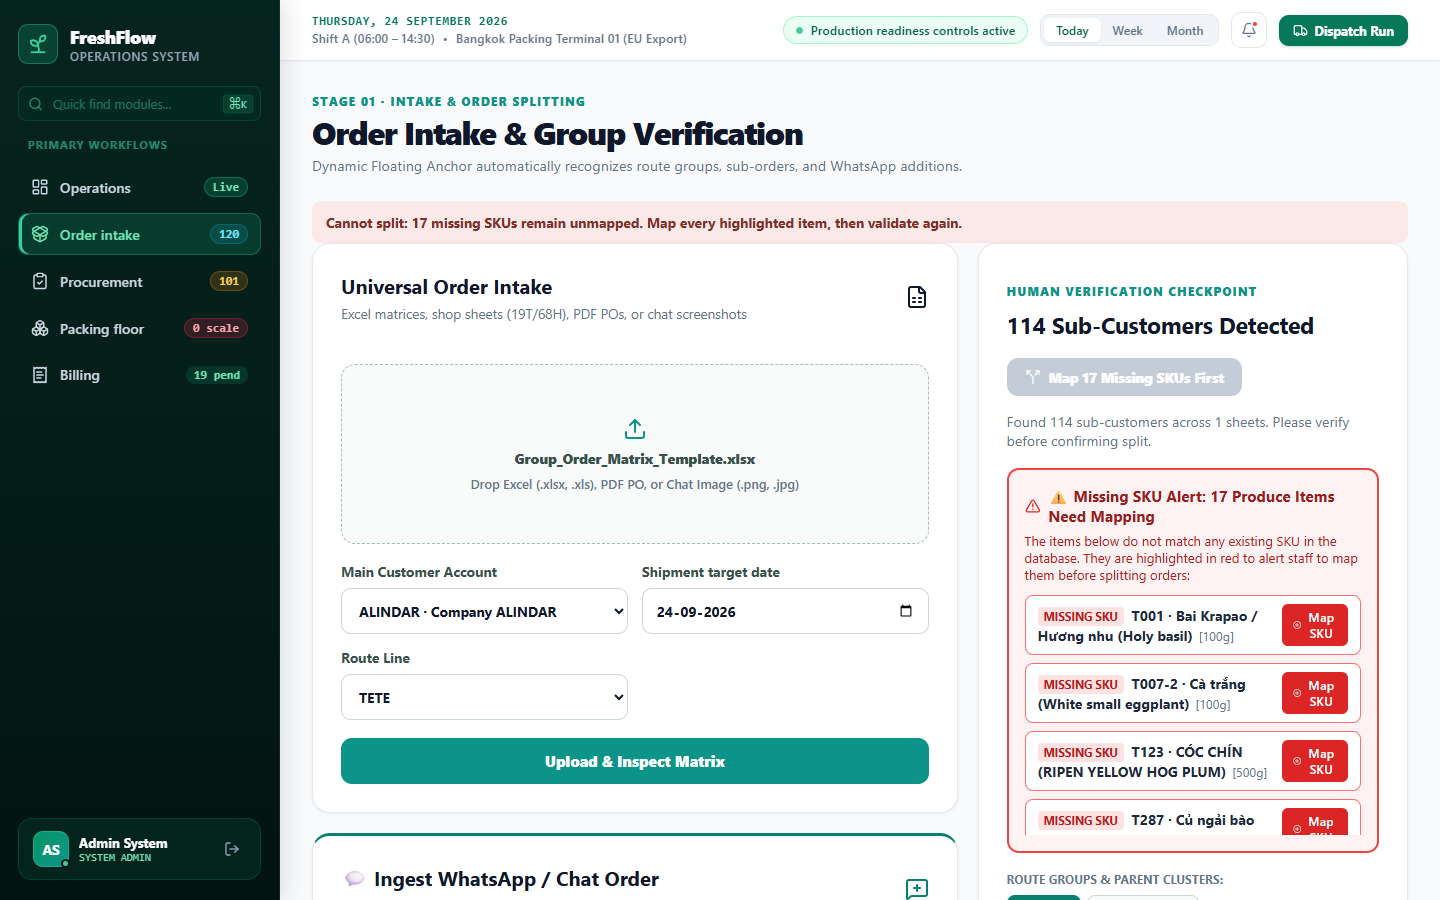 FreshFlow
OPERATIONS SYSTEM
Quick find modules...
⌘K
PRIMARY WORKFLOWS
Operations
Live
Order intake
120
Procurement
101
Packing floor
0 scale
Billing
19 pend
AS
Admin System
SYSTEM ADMIN
THURSDAY, 24 SEPTEMBER 2026
Shift A (06:00 – 14:30) • Bangkok Packing Terminal 01 (EU Export)
Production readiness controls active
Today
Week
Month
Dispatch Run
STAGE 01 · INTAKE & ORDER SPLITTING
Order Intake & Group Verification
Dynamic Floating Anchor automatically recognizes route groups, sub-orders, and WhatsApp additions.
Cannot split: 17 missing SKUs remain unmapped. Map every highlighted item, then validate again.
Universal Order Intake
Excel matrices, shop sheets (19T/68H), PDF POs, or chat screenshots
Group_Order_Matrix_Template.xlsx
Drop Excel (.xlsx, .xls), PDF PO, or Chat Image (.png, .jpg)
Main Customer Account
ALINDAR · Company ALINDAR
Shipment target date
24-09-2026
Route Line
TETE
Upload & Inspect Matrix
Ingest WhatsApp / Chat Order
HUMAN VERIFICATION CHECKPOINT
114 Sub-Customers Detected
Map 17 Missing SKUs First
Found 114 sub-customers across 1 sheets. Please verify
before confirming split.
⚠️ Missing SKU Alert: 17 Produce Items
Need Mapping
The items below do not match any existing SKU in the
database. They are highlighted in red to alert staff to map
them before splitting orders:
MISSING SKU T001 · Bai Krapao /
Hương nhu (Holy basil) [100g]
Map
SKU
MISSING SKU T007-2 · Cà trắng
(White small eggplant) [100g]
Map
SKU
MISSING SKU T123 · CÓC CHÍN
(RIPEN YELLOW HOG PLUM) [500g]
Map
SKU
MISSING SKU T287 · Củ ngải bào
Map
SKU
ROUTE GROUPS & PARENT CLUSTERS: